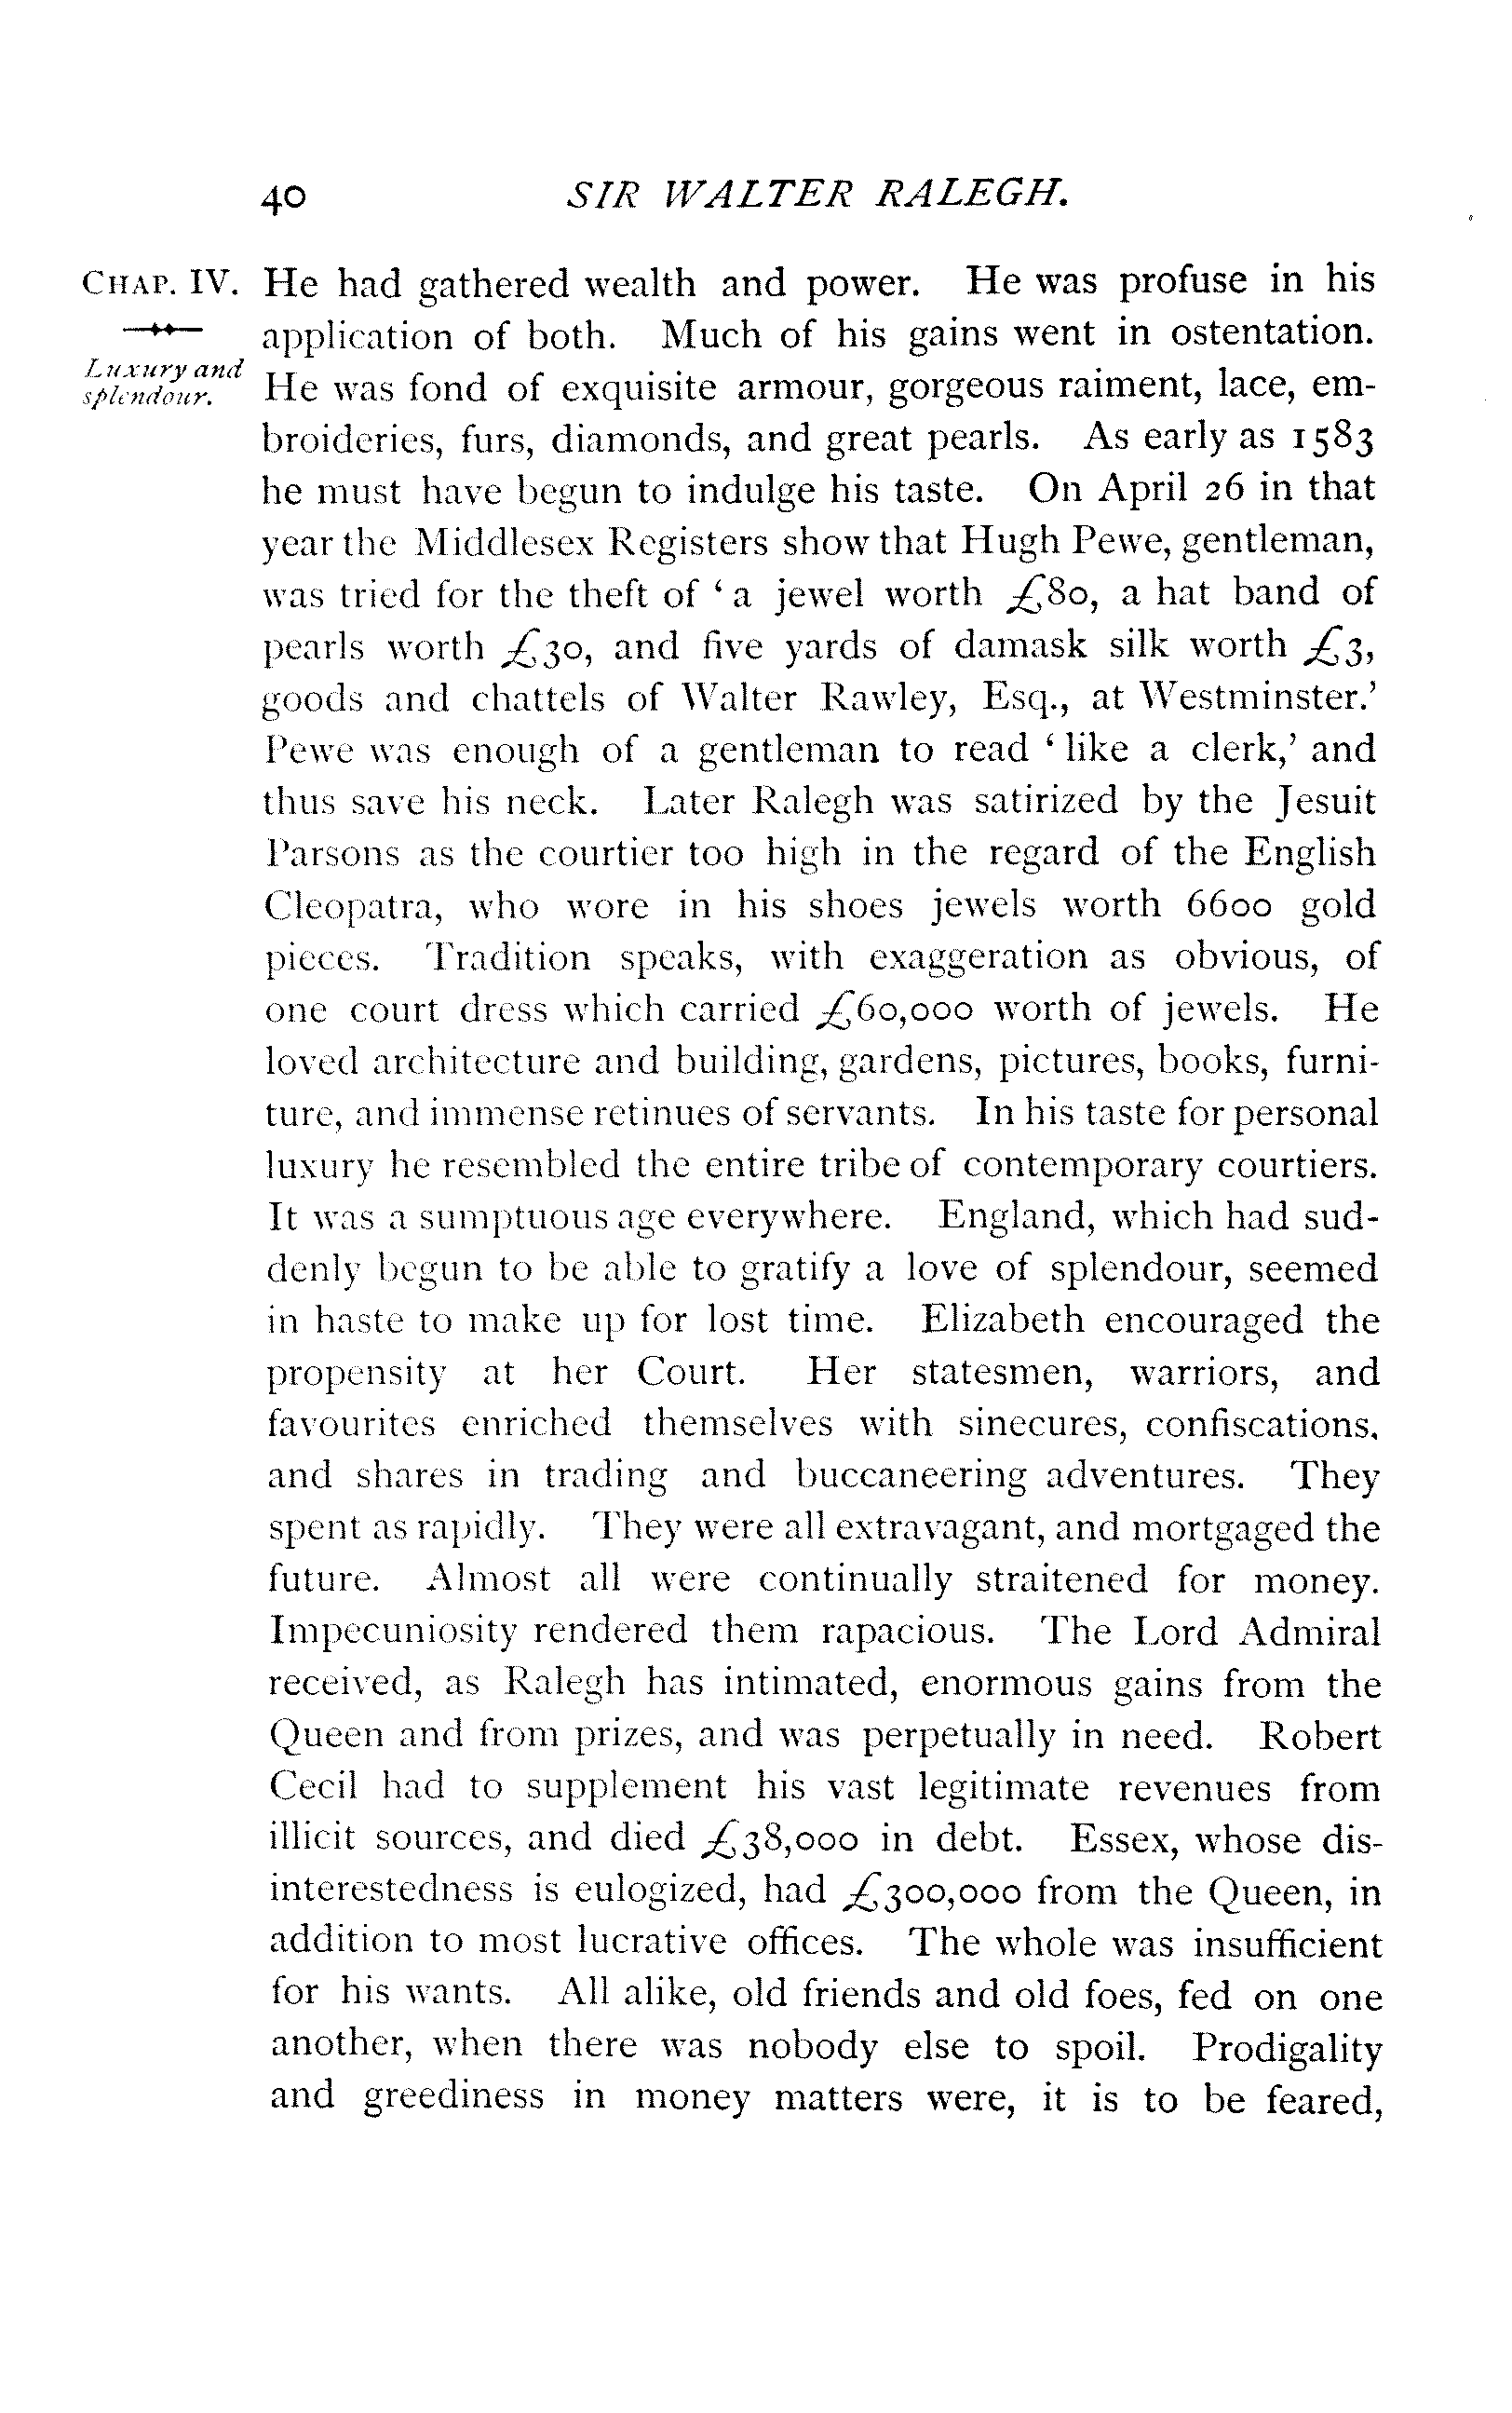 40 SIR WALTER RALEGH.
CHAP. IV.
Luxury and
splendour.
He had gathered wealth and power. He was profuse in his
application of both. Much of his gains went in ostentation.
He was fond of exquisite armour, gorgeous raiment, lace, em-
broideries, furs, diamonds, and great pearls. As early as 1583
he must have begun to indulge his taste. On April 26 in that
year the Middlesex Registers show that Hugh Pewe, gentleman,
was tried for the theft of ‘a jewel worth £80, a hat band of
pearls worth £30, and five yards of damask silk worth £3,
goods and chattels of Walter Rawley, Esq., at Westminster.’
Pewe was enough of a gentleman to read ‘like a clerk,’ and
thus save his neck. Later Ralegh was satirized by the Jesuit
Parsons as the courtier too high in the regard of the English
Cleopatra, who wore in his shoes jewels worth 6600 gold
pieces. Tradition speaks, with exaggeration as obvious, of
one court dress which carried £60,000 worth of jewels. He
loved architecture and building, gardens, pictures, books, furni-
ture, and immense retinues of servants. In his taste for personal
luxury he resembled the entire tribe of contemporary courtiers.
It was a sumptuous age everywhere. England, which had sud-
denly begun to be able to gratify a love of splendour, seemed
in haste to make up for lost time. Elizabeth encouraged the
propensity at her Court. Her statesmen, warriors, and
favourites enriched themselves with sinecures, confiscations,
and shares in trading and buccaneering adventures. They
spent as rapidly. They were all extravagant, and mortgaged the
future. Almost all were continually straitened for money.
Impecuniosity rendered them rapacious. The Lord Admiral
received, as Ralegh has intimated, enormous gains from the
Queen and from prizes, and was perpetually in need. Robert
Cecil had to supplement his vast legitimate revenues from
illicit sources, and died £38,000 in debt. Essex, whose dis-
interestedness is eulogized, had £300,000 from the Queen, in
addition to most lucrative offices. The whole was insufficient
for his wants. All alike, old friends and old foes, fed on one
another, when there was nobody else to spoil. Prodigality
and greediness in money matters were, it is to be feared,